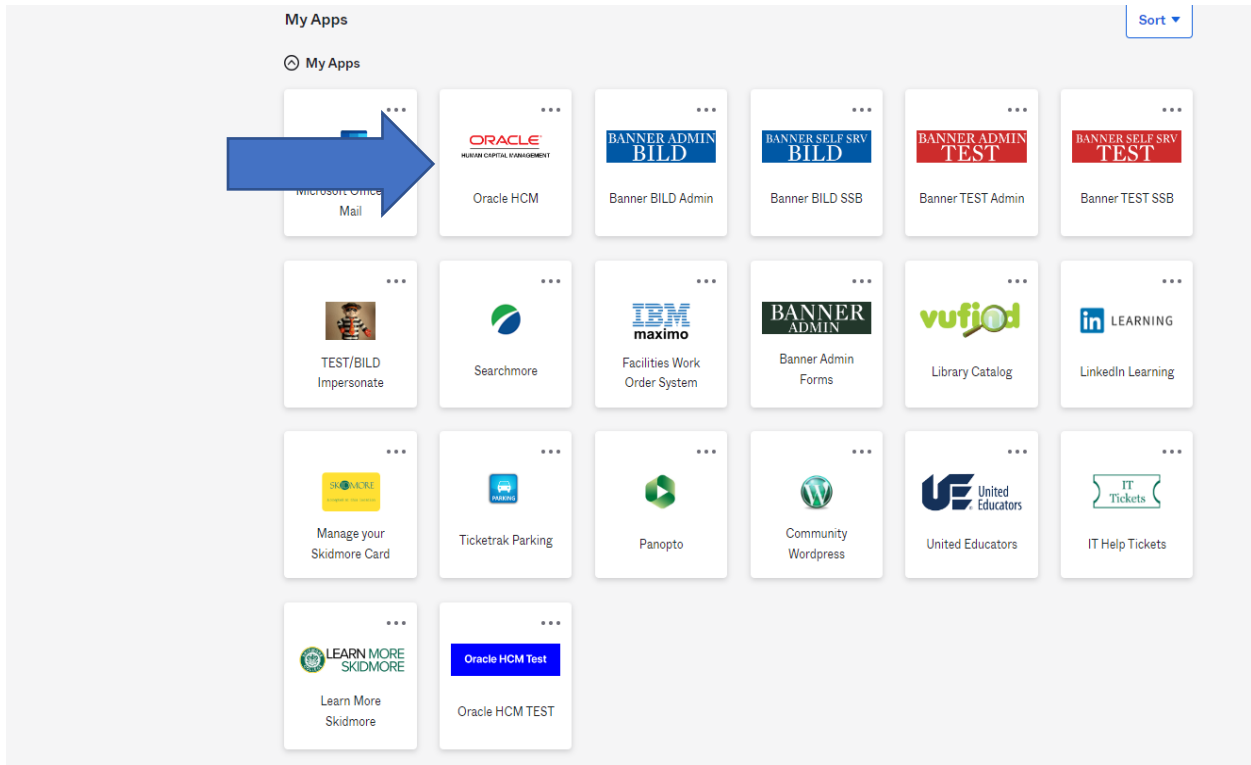 My Apps
Sort
My Apps
ORACLE
HUMAN CAPITAL MANAGEMENT
BANNER ADMIN
BILD
BANNER SELF SRV
BILD
BANNER ADMIN
TEST
BANNER SELF SRV
TEST
Microsoft Office
Mail
Oracle HCM
Banner BILD Admin
Banner BILD SSB
Banner TEST Admin
Banner TEST SSB
IBM
maximo
BANNER
ADMIN
vufind
in LEARNING
TEST/BILD
Impersonate
Searchmore
Facilities Work
Order System
Banner Admin
Forms
Library Catalog
LinkedIn Learning
SKIDMORE
PARKING
UE United
Educators
IT
Tickets
Manage your
Skidmore Card
Ticketrak Parking
Panopto
Community
Wordpress
United Educators
IT Help Tickets
LEARN MORE
SKIDMORE
Oracle HCM Test
Learn More
Skidmore
Oracle HCM TEST